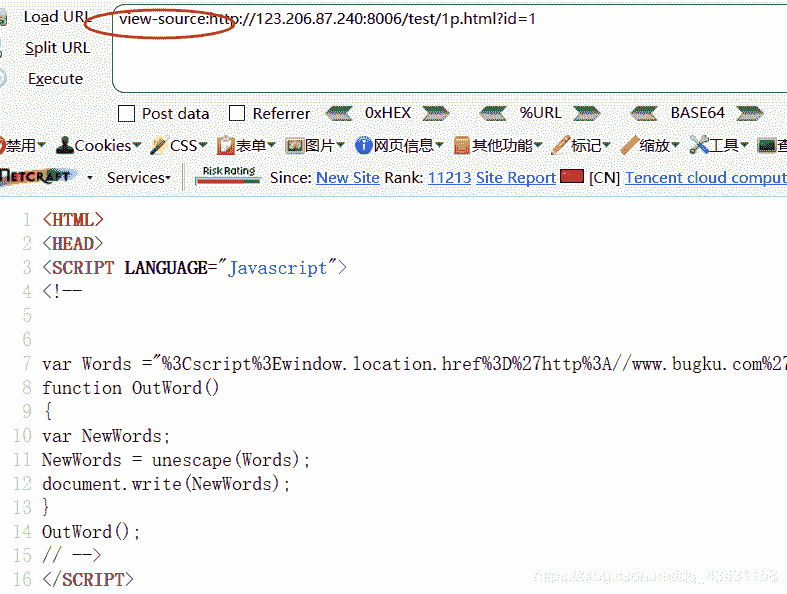 Load URL
view-source:http://123.206.87.240:8006/test/1p.html?id=1
Split URL
Execute
Post data Referrer 0xHEX %URL BASE64
禁用 Cookies CSS 表单 图片 网页信息 其他功能 标记 缩放 工具 查
NETCRAFT Services Risk Rating Since: New Site Rank: 11213 Site Report [CN] Tencent cloud comput
1 <HTML>
2 <HEAD>
3 <SCRIPT LANGUAGE="Javascript">
4 <!--
5
6
7 var Words ="%3Cscript%3Ewindow.location.href%3D%27http%3A//www.bugku.com%27
8 function OutWord()
9 {
10 var NewWords;
11 NewWords = unescape(Words);
12 document.write(NewWords);
13 }
14 OutWord();
15 // -->
16 </SCRIPT>
https://blog.csdn.net/qq_43431158